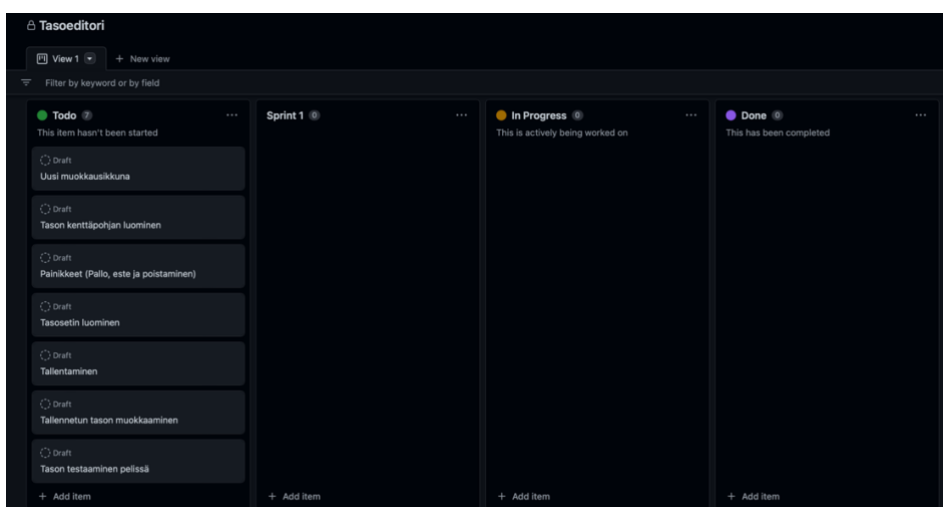 Tasoeditori
View 1
+ New view
Filter by keyword or by field
Todo 7
This item hasn't been started
Draft
Uusi muokkausikkuna
Draft
Tason kenttäpohjan luominen
Draft
Painikkeet (Pallo, este ja poistaminen)
Draft
Tasosetin luominen
Draft
Tallentaminen
Draft
Tallennetun tason muokkaaminen
Draft
Tason testaaminen pelissä
+ Add item
Sprint 1 0
+ Add item
In Progress 0
This is actively being worked on
+ Add item
Done 0
This has been completed
+ Add item